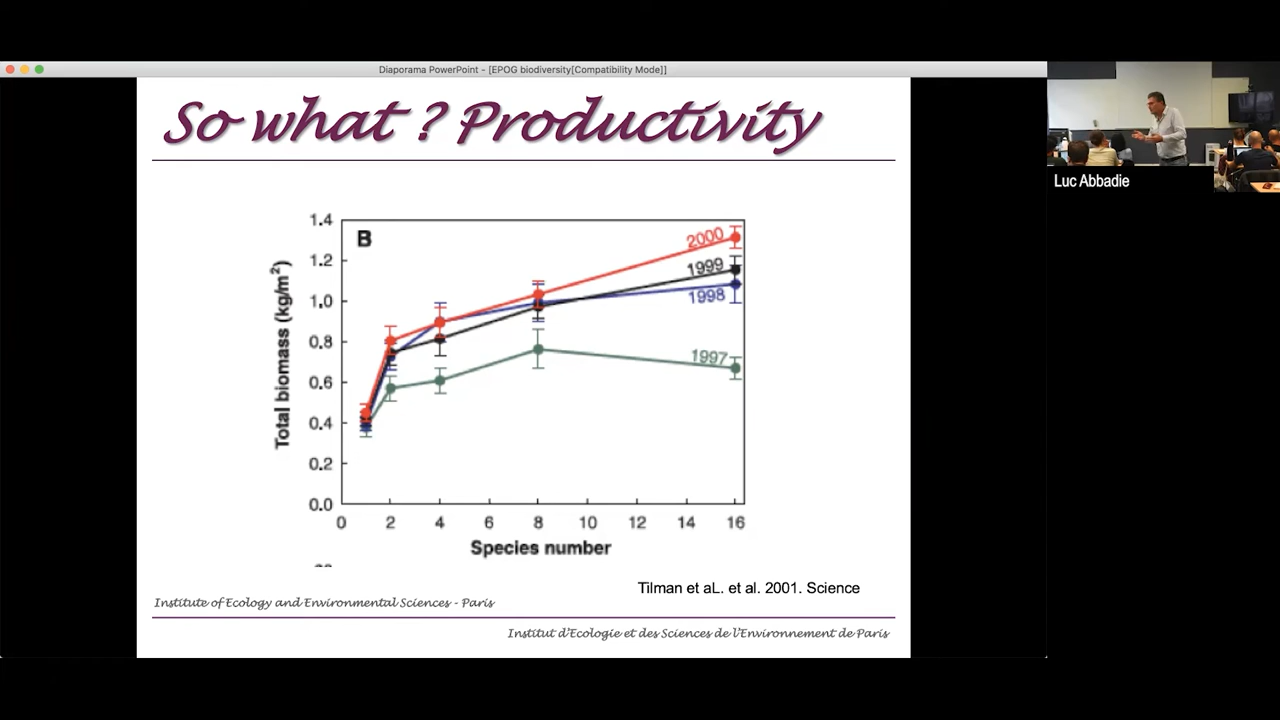 Diaporama PowerPoint - [EPOG biodiversity[Compatibility Mode]]
So what ? Productivity
Luc Abbadie
B
1.4
1.2
1.0
0.8
0.6
0.4
0.2
0.0
Total biomass (kg/m²)
2000
1999
1998
1997
0 2 4 6 8 10 12 14 16
Species number
Tilman et aL. et al. 2001. Science
Institute of Ecology and Environmental Sciences - Paris
Institut d'Ecologie et des Sciences de l'Environnement de Paris